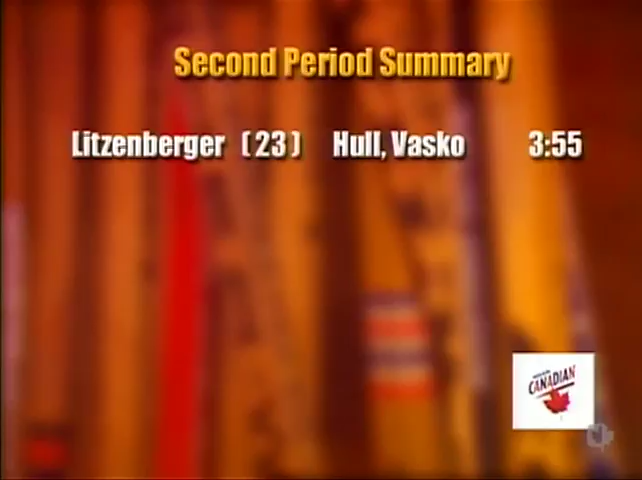 Second Period Summary
Litzenberger (23) Hull, Vasko 3:55
CANADIAN